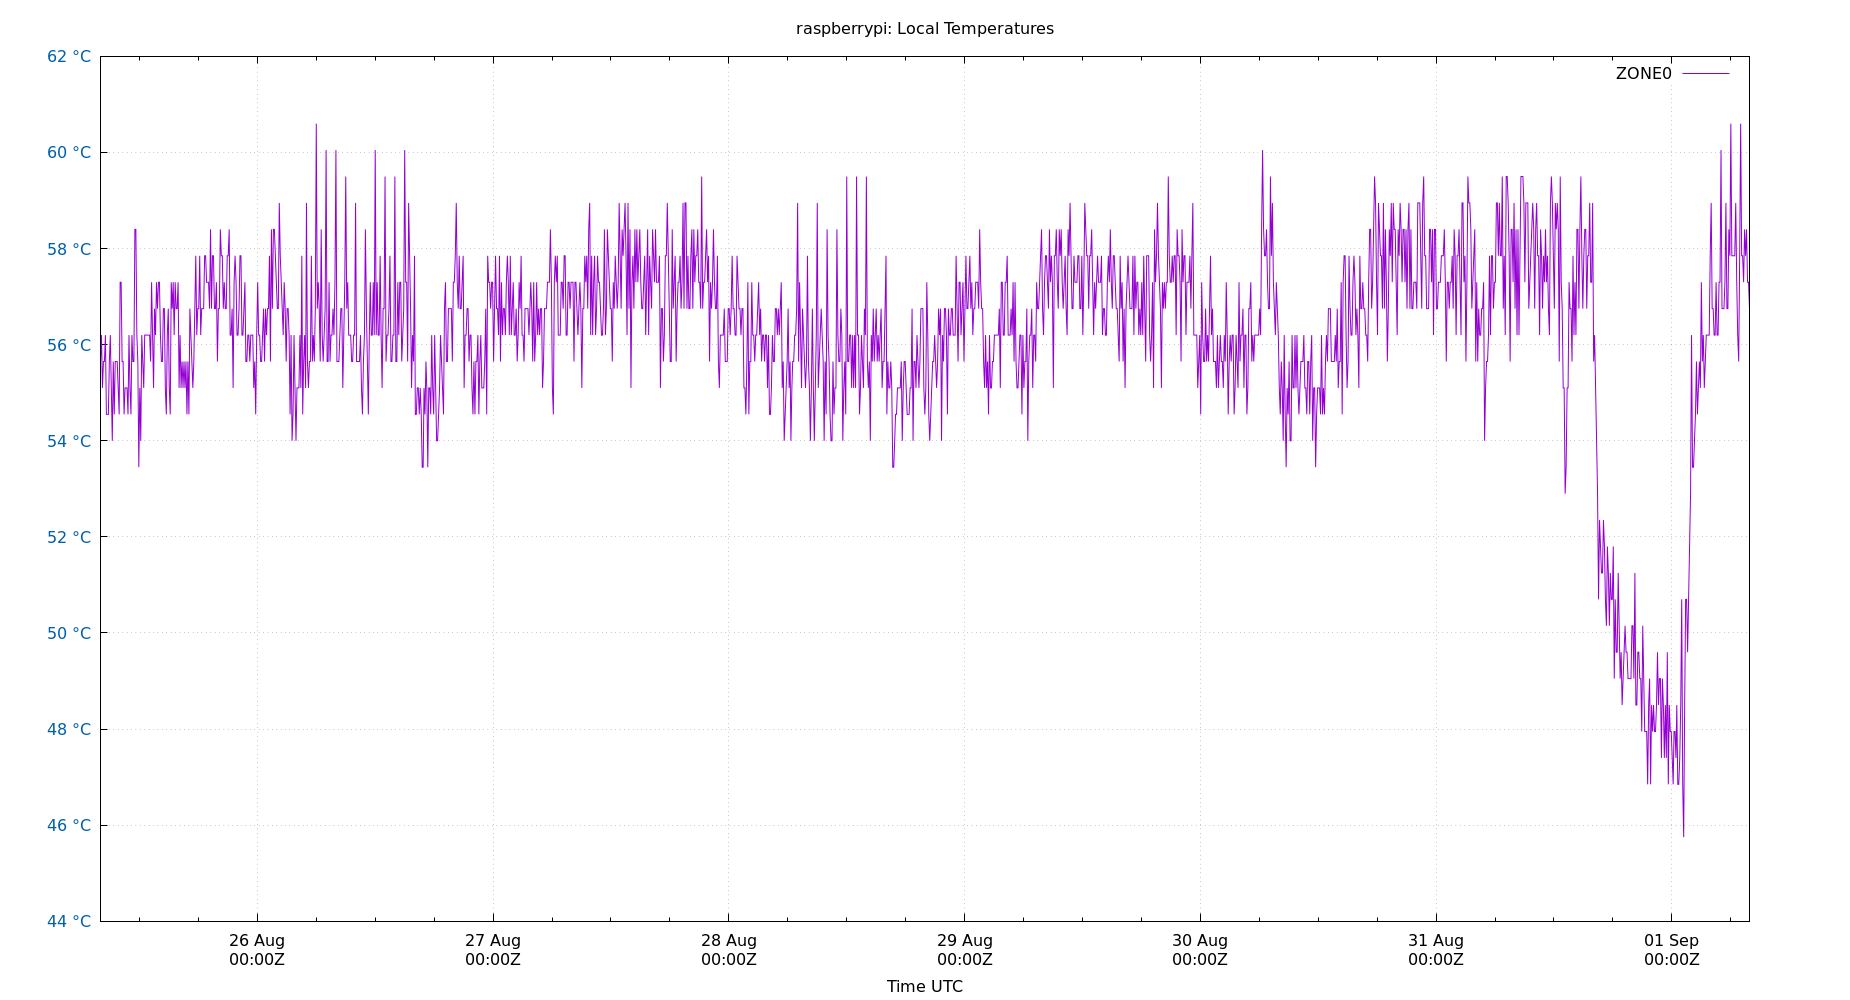 raspberrypi: Local Temperatures
62 °C
ZONE0
60 °C
58 °C
56 °C
54 °C
52 °C
50 °C
48 °C
46 °C
44 °C
26 Aug 27 Aug 28 Aug 29 Aug 30 Aug 31 Aug 01 Sep
00:00Z 00:00Z 00:00Z 00:00Z 00:00Z 00:00Z 00:00Z
Time UTC